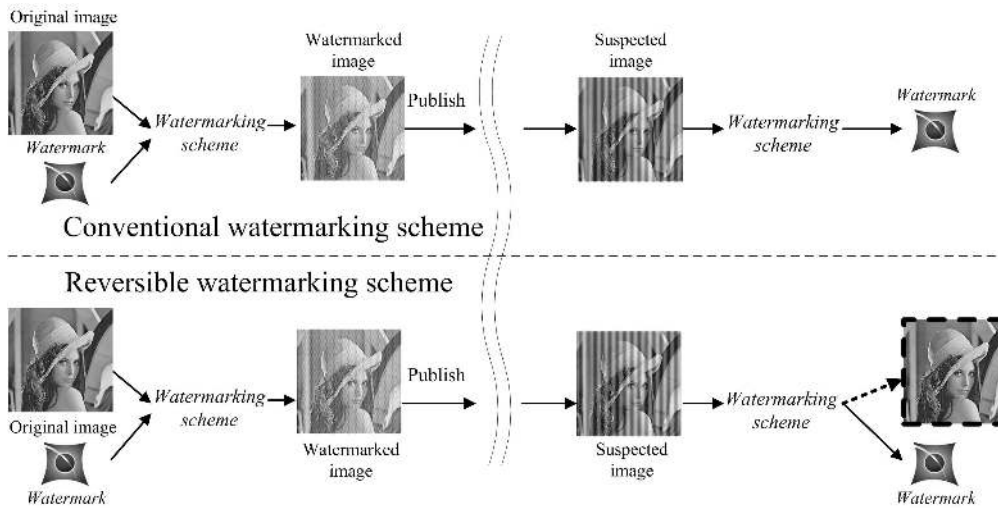 Original image
Watermark
Watermarking
scheme
Watermarked
image
Publish
Suspected
image
Watermarking
scheme
Watermark
Conventional watermarking scheme
Reversible watermarking scheme
Original image
Watermark
Watermarking
scheme
Watermarked
image
Publish
Suspected
image
Watermarking
scheme
Watermark